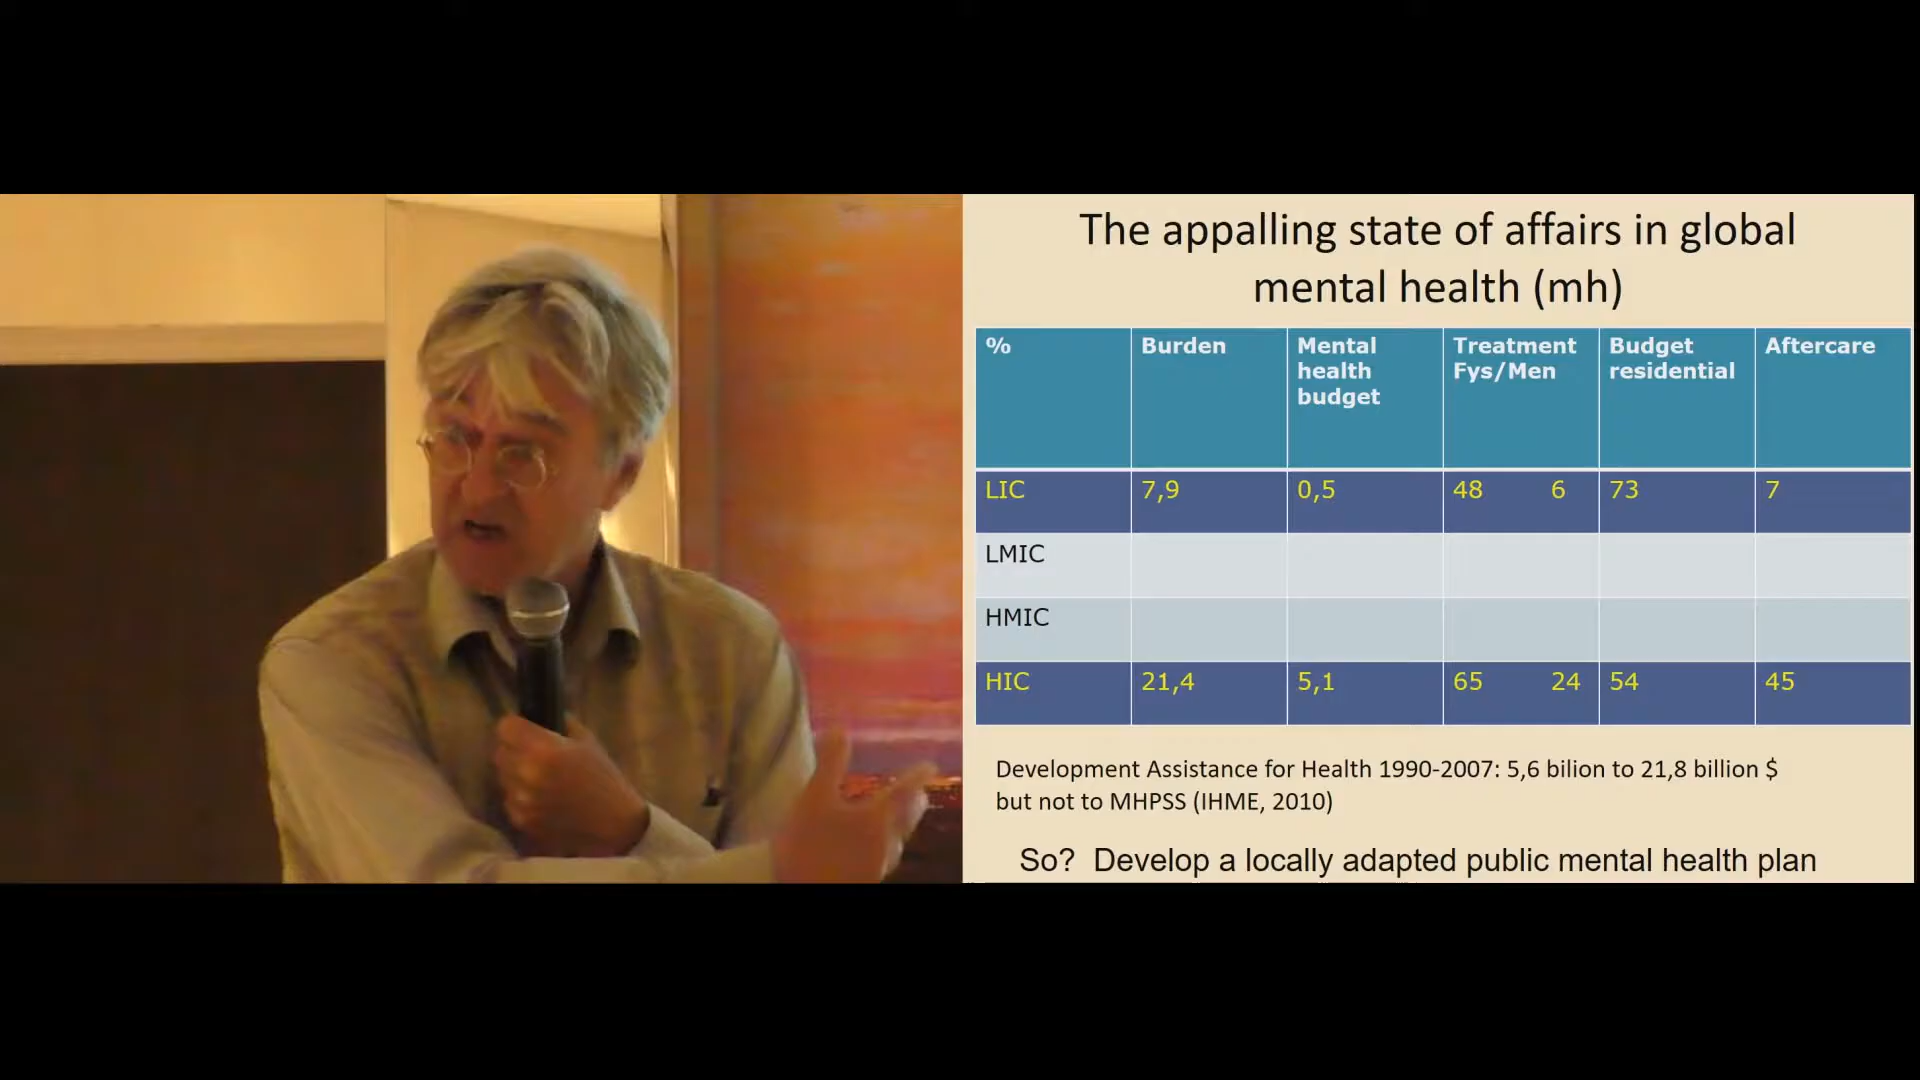 The appalling state of affairs in global
mental health (mh)
% Burden Mental health budget Treatment Fys/Men Budget residential Aftercare
LIC 7,9 0,5 48 6 73 7
LMIC
HMIC
HIC 21,4 5,1 65 24 54 45
Development Assistance for Health 1990-2007: 5,6 bilion to 21,8 billion $
but not to MHPSS (IHME, 2010)
So? Develop a locally adapted public mental health plan